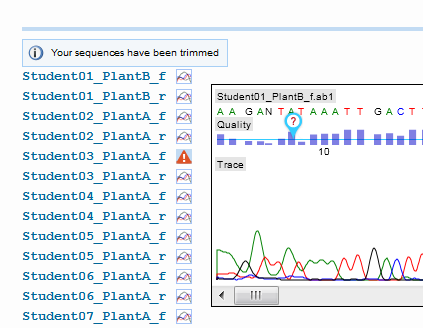 Your sequences have been trimmed
Student01_PlantB_f
Student01_PlantB_r
Student02_PlantA_f
Student02_PlantA_r
Student03_PlantA_f
Student03_PlantA_r
Student04_PlantA_f
Student04_PlantA_r
Student05_PlantA_f
Student05_PlantA_r
Student06_PlantA_f
Student06_PlantA_r
Student07_PlantA_f
Student01_PlantB_f.ab1
A A G A N T A T A A A T T G A C T T
Quality
?
10
Trace